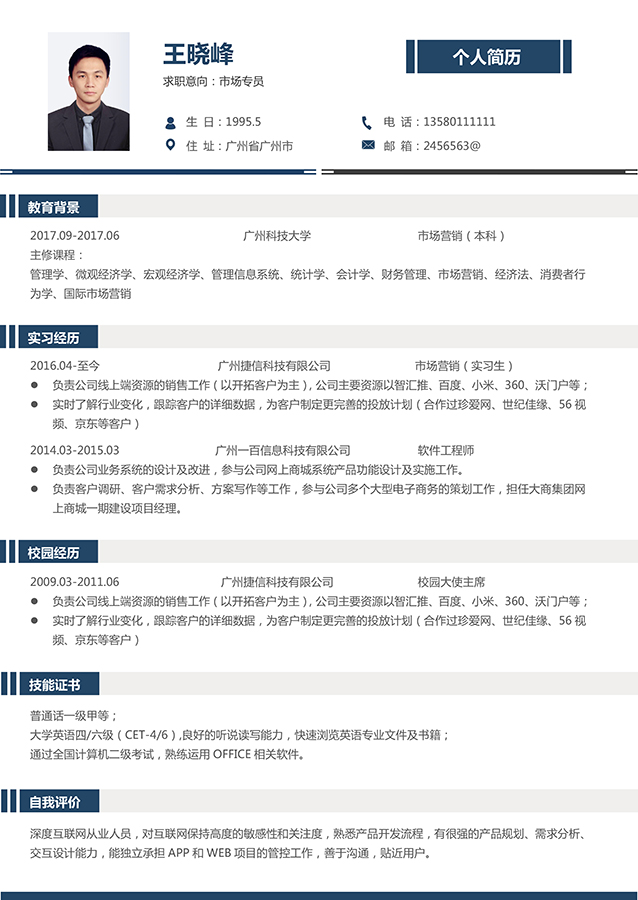 王晓峰
个人简历
求职意向：市场专员
生 日：1995.5
电 话：13580111111
住 址：广州省广州市
邮 箱：2456563@
教育背景
2017.09-2017.06 广州科技大学 市场营销（本科）
主修课程：
管理学、微观经济学、宏观经济学、管理信息系统、统计学、会计学、财务管理、市场营销、经济法、消费者行
为学、国际市场营销
实习经历
2016.04-至今 广州捷信科技有限公司 市场营销（实习生）
● 负责公司线上端资源的销售工作（以开拓客户为主），公司主要资源以智汇推、百度、小米、360、沃门户等；
● 实时了解行业变化，跟踪客户的详细数据，为客户制定更完善的投放计划（合作过珍爱网、世纪佳缘、56 视
频、京东等客户）
2014.03-2015.03 广州一百信息科技有限公司 软件工程师
● 负责公司业务系统的设计及改进，参与公司网上商城系统产品功能设计及实施工作。
● 负责客户调研、客户需求分析、方案写作等工作，参与公司多个大型电子商务的策划工作，担任大商集团网
上商城一期建设项目经理。
校园经历
2009.03-2011.06 广州捷信科技有限公司 校园大使主席
● 负责公司线上端资源的销售工作（以开拓客户为主），公司主要资源以智汇推、百度、小米、360、沃门户等；
● 实时了解行业变化，跟踪客户的详细数据，为客户制定更完善的投放计划（合作过珍爱网、世纪佳缘、56 视
频、京东等客户）
技能证书
普通话一级甲等；
大学英语四/六级（CET-4/6）,良好的听说读写能力，快速浏览英语专业文件及书籍；
通过全国计算机二级考试，熟练运用 OFFICE 相关软件。
自我评价
深度互联网从业人员，对互联网保持高度的敏感性和关注度，熟悉产品开发流程，有很强的产品规划、需求分析、
交互设计能力，能独立承担 APP 和 WEB 项目的管控工作，善于沟通，贴近用户。